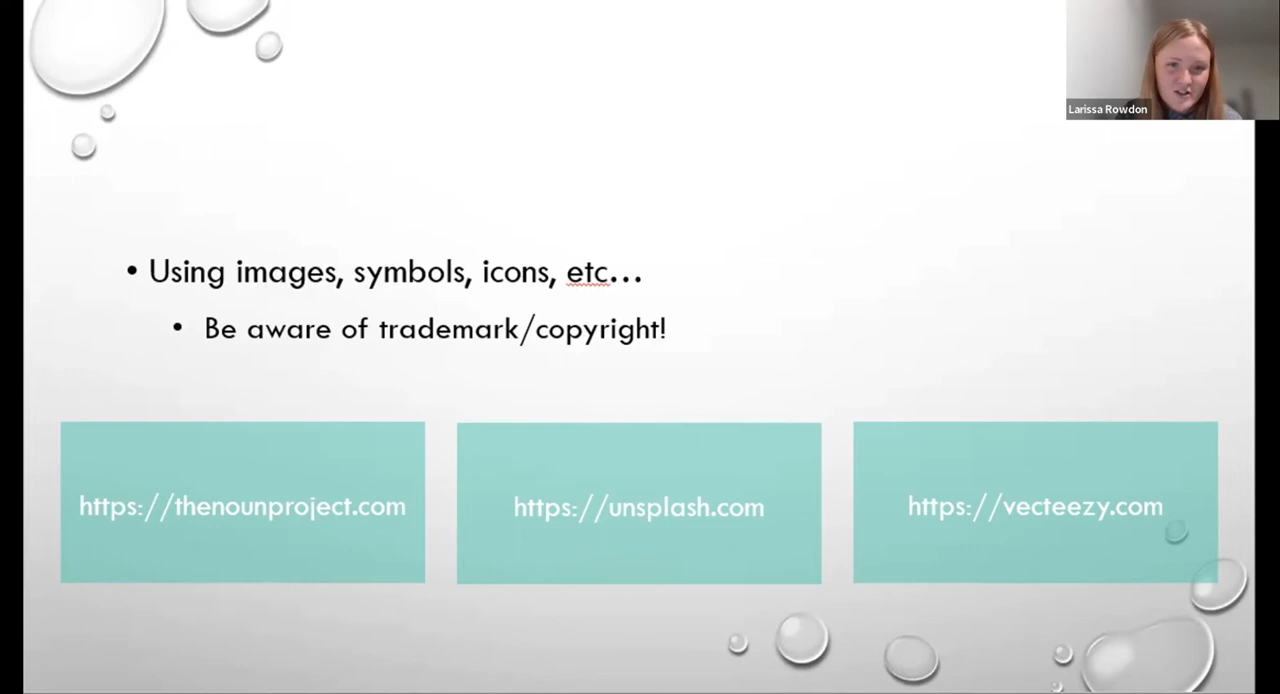 Larissa Rowdon
• Using images, symbols, icons, etc...
• Be aware of trademark/copyright!
https://thenounproject.com
https://unsplash.com
https://vecteezy.com